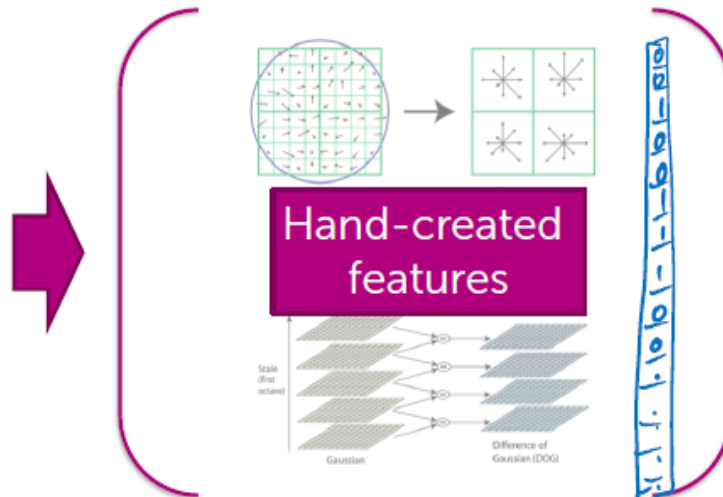 Hand-created
features
Scale
(first
octave)
Gaussian
Difference of
Gaussian (DOG)